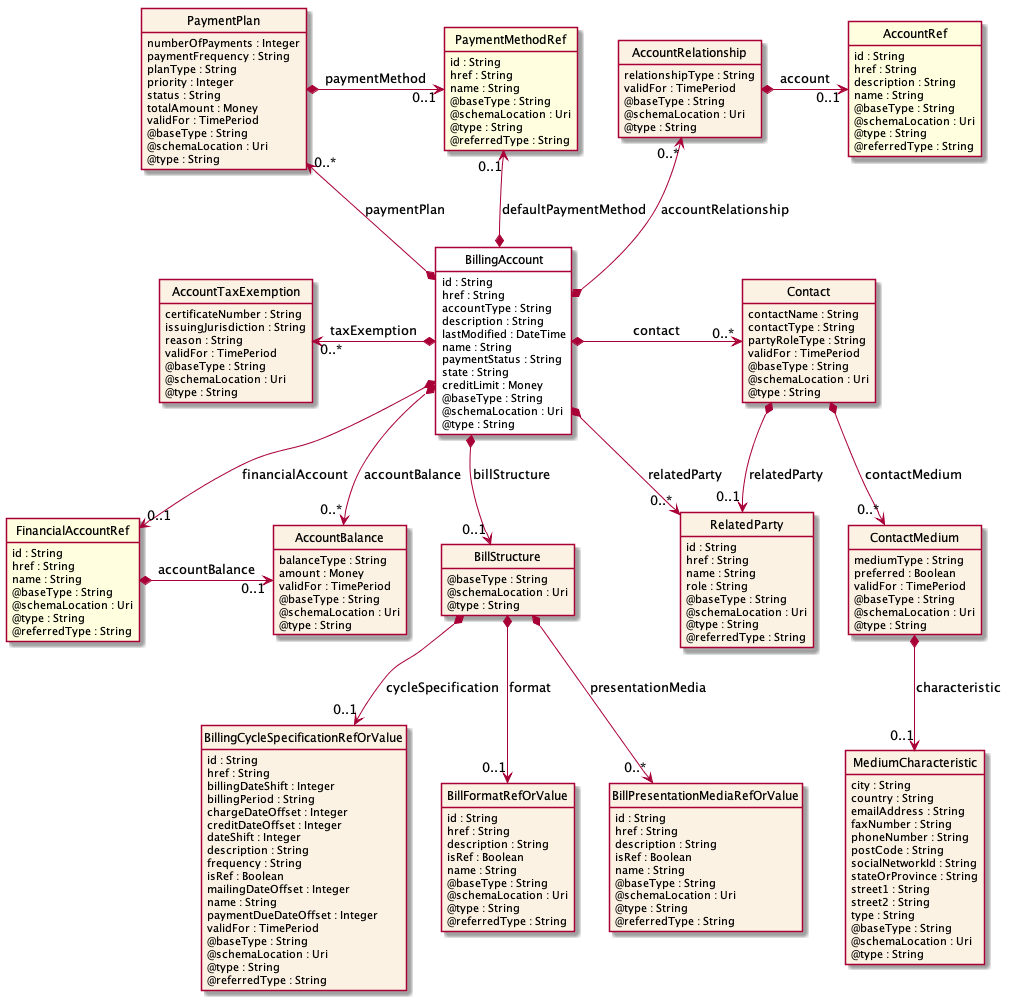 PaymentPlan
numberOfPayments : Integer
paymentFrequency : String
planType : String
priority : Integer
status : String
totalAmount : Money
validFor : TimePeriod
@baseType : String
@schemaLocation : Uri
@type : String
paymentMethod
0..1
PaymentMethodRef
id : String
href : String
name : String
@baseType : String
@schemaLocation : Uri
@type : String
@referredType : String
AccountRelationship
relationshipType : String
validFor : TimePeriod
@baseType : String
@schemaLocation : Uri
@type : String
account
0..1
AccountRef
id : String
href : String
description : String
name : String
@baseType : String
@schemaLocation : Uri
@type : String
@referredType : String
0..*
0..1
0..*
paymentPlan
defaultPaymentMethod
accountRelationship
AccountTaxExemption
certificateNumber : String
issuingJurisdiction : String
reason : String
validFor : TimePeriod
@baseType : String
@schemaLocation : Uri
@type : String
taxExemption
0..*
BillingAccount
id : String
href : String
accountType : String
description : String
lastModified : DateTime
name : String
paymentStatus : String
state : String
creditLimit : Money
@baseType : String
@schemaLocation : Uri
@type : String
contact
0..*
Contact
contactName : String
contactType : String
partyRoleType : String
validFor : TimePeriod
@baseType : String
@schemaLocation : Uri
@type : String
financialAccount
accountBalance
billStructure
relatedParty
relatedParty
contactMedium
0..1
0..*
0..1
0..*
0..1
0..*
FinancialAccountRef
id : String
href : String
name : String
@baseType : String
@schemaLocation : Uri
@type : String
@referredType : String
accountBalance
0..1
AccountBalance
balanceType : String
amount : Money
validFor : TimePeriod
@baseType : String
@schemaLocation : Uri
@type : String
BillStructure
@baseType : String
@schemaLocation : Uri
@type : String
RelatedParty
id : String
href : String
name : String
role : String
@baseType : String
@schemaLocation : Uri
@type : String
@referredType : String
ContactMedium
mediumType : String
preferred : Boolean
validFor : TimePeriod
@baseType : String
@schemaLocation : Uri
@type : String
cycleSpecification
format
presentationMedia
characteristic
0..1
0..1
0..*
0..1
BillingCycleSpecificationRefOrValue
id : String
href : String
billingDateShift : Integer
billingPeriod : String
chargeDateOffset : Integer
creditDateOffset : Integer
dateShift : Integer
description : String
frequency : String
isRef : Boolean
mailingDateOffset : Integer
name : String
paymentDueDateOffset : Integer
validFor : TimePeriod
@baseType : String
@schemaLocation : Uri
@type : String
@referredType : String
BillFormatRefOrValue
id : String
href : String
description : String
isRef : Boolean
name : String
@baseType : String
@schemaLocation : Uri
@type : String
@referredType : String
BillPresentationMediaRefOrValue
id : String
href : String
description : String
isRef : Boolean
name : String
@baseType : String
@schemaLocation : Uri
@type : String
@referredType : String
MediumCharacteristic
city : String
country : String
emailAddress : String
faxNumber : String
phoneNumber : String
postCode : String
socialNetworkId : String
stateOrProvince : String
street1 : String
street2 : String
type : String
@baseType : String
@schemaLocation : Uri
@type : String